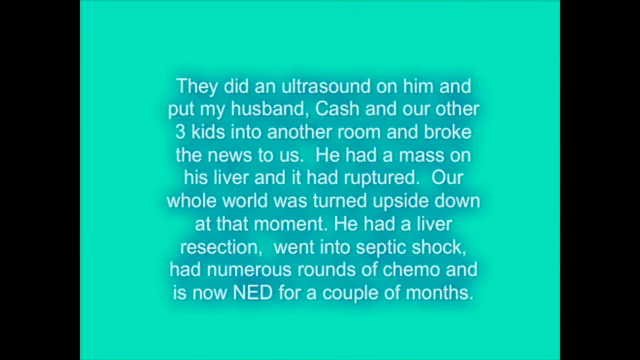 They did an ultrasound on him and
put my husband, Cash and our other
3 kids into another room and broke
the news to us.  He had a mass on
his liver and it had ruptured.  Our
whole world was turned upside down
at that moment. He had a liver
resection,  went into septic shock,
had numerous rounds of chemo and
is now NED for a couple of months.